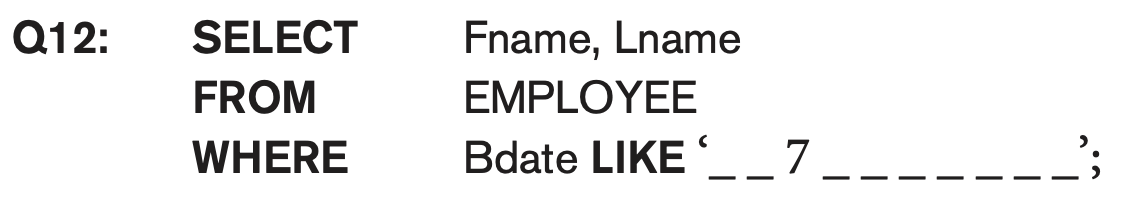 Q12: SELECT Fname, Lname
FROM EMPLOYEE
WHERE Bdate LIKE ‘_ _ 7 _ _ _ _ _ _ _’;